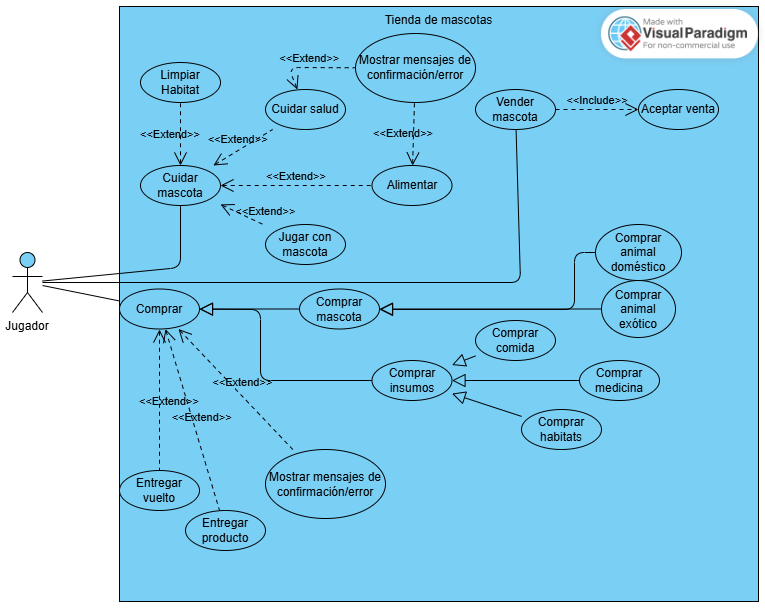 Tienda de mascotas
Made with
VisualParadigm
For non-commercial use
Limpiar
Habitat
<<Extend>>
Mostrar mensajes de
confirmación/error
Cuidar salud
Vender
mascota
<<Include>>
Aceptar venta
<<Extend>>
<<Extend>>
<<Extend>>
Cuidar
mascota
<<Extend>>
Alimentar
<<Extend>>
Jugar con
mascota
Comprar
animal
doméstico
Jugador
Comprar
Comprar
mascota
Comprar
animal
exótico
Comprar
comida
Comprar
insumos
Comprar
medicina
<<Extend>>
<<Extend>>
<<Extend>>
Comprar
habitats
Entregar
vuelto
Mostrar mensajes de
confirmación/error
Entregar
producto